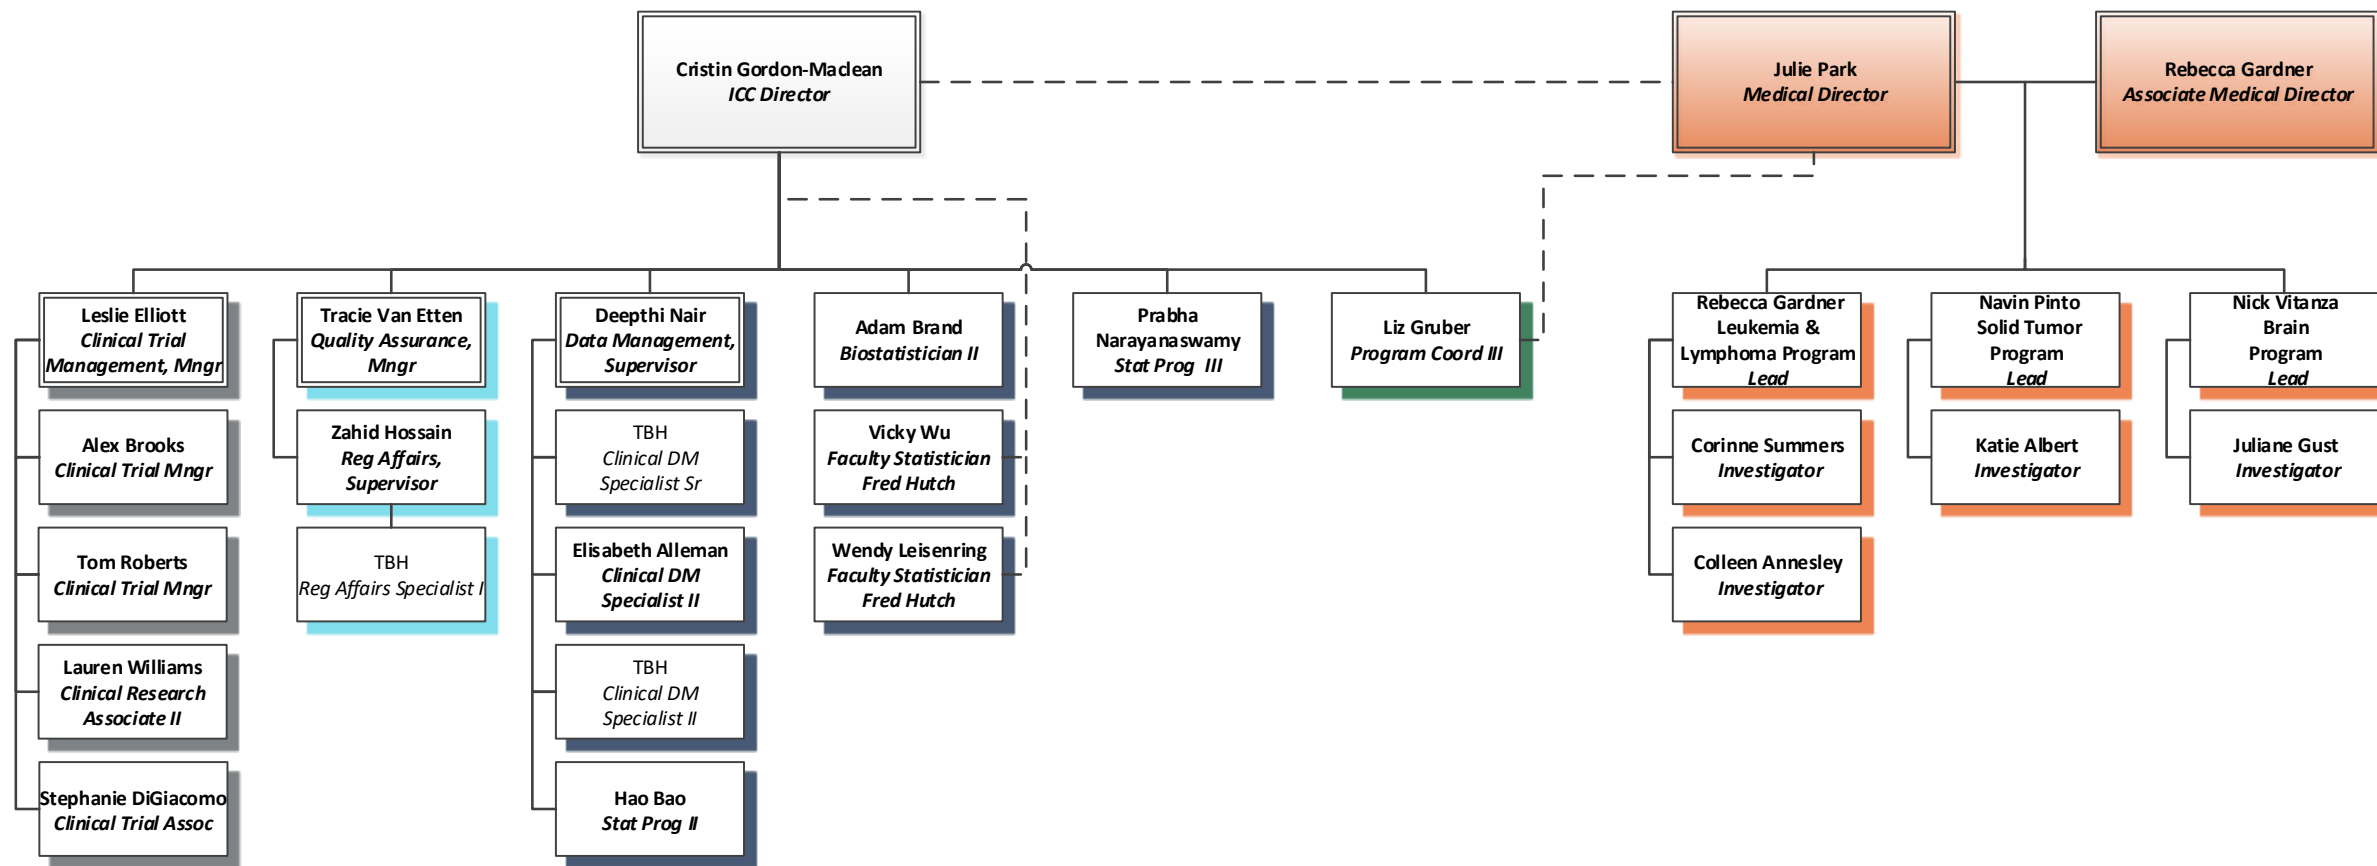 Cristin Gordon-Maclean
ICC Director
Julie Park
Medical Director
Rebecca Gardner
Associate Medical Director
Leslie Elliott
Clinical Trial
Management, Mngr
Alex Brooks
Clinical Trial Mngr
Tom Roberts
Clinical Trial Mngr
Lauren Williams
Clinical Research
Associate II
Stephanie DiGiacomo
Clinical Trial Assoc
Tracie Van Etten
Quality Assurance,
Mngr
Zahid Hossain
Reg Affairs,
Supervisor
TBH
Reg Affairs Specialist I
Deepthi Nair
Data Management,
Supervisor
TBH
Clinical DM
Specialist Sr
Elisabeth Alleman
Clinical DM
Specialist II
TBH
Clinical DM
Specialist II
Hao Bao
Stat Prog II
Adam Brand
Biostatistician II
Vicky Wu
Faculty Statistician
Fred Hutch
Wendy Leisenring
Faculty Statistician
Fred Hutch
Prabha
Narayanaswamy
Stat Prog III
Liz Gruber
Program Coord III
Rebecca Gardner
Leukemia &
Lymphoma Program
Lead
Corinne Summers
Investigator
Colleen Annesley
Investigator
Navin Pinto
Solid Tumor
Program
Lead
Katie Albert
Investigator
Nick Vitanza
Brain
Program
Lead
Juliane Gust
Investigator